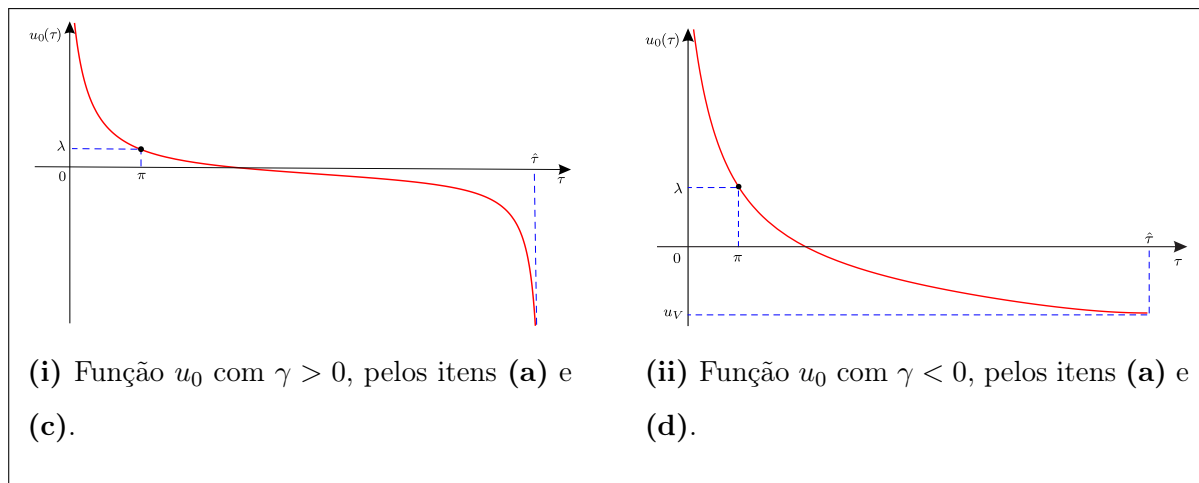 u₀(τ)
λ
0
π
τ̂
τ
(i) Função u₀ com γ > 0, pelos itens (a) e
(c).
u₀(τ)
λ
0
π
τ̂
τ
u_V
(ii) Função u₀ com γ < 0, pelos itens (a) e
(d).